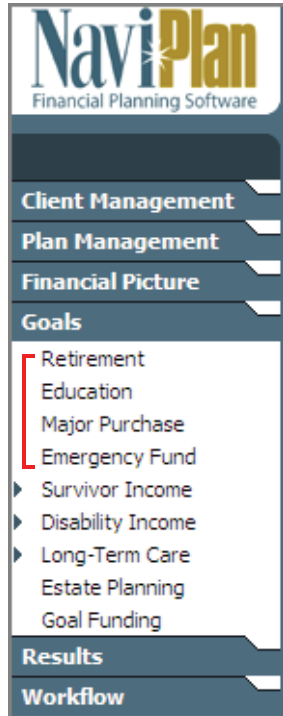 NaviPlan
Financial Planning Software
Client Management
Plan Management
Financial Picture
Goals
Retirement
Education
Major Purchase
Emergency Fund
Survivor Income
Disability Income
Long-Term Care
Estate Planning
Goal Funding
Results
Workflow